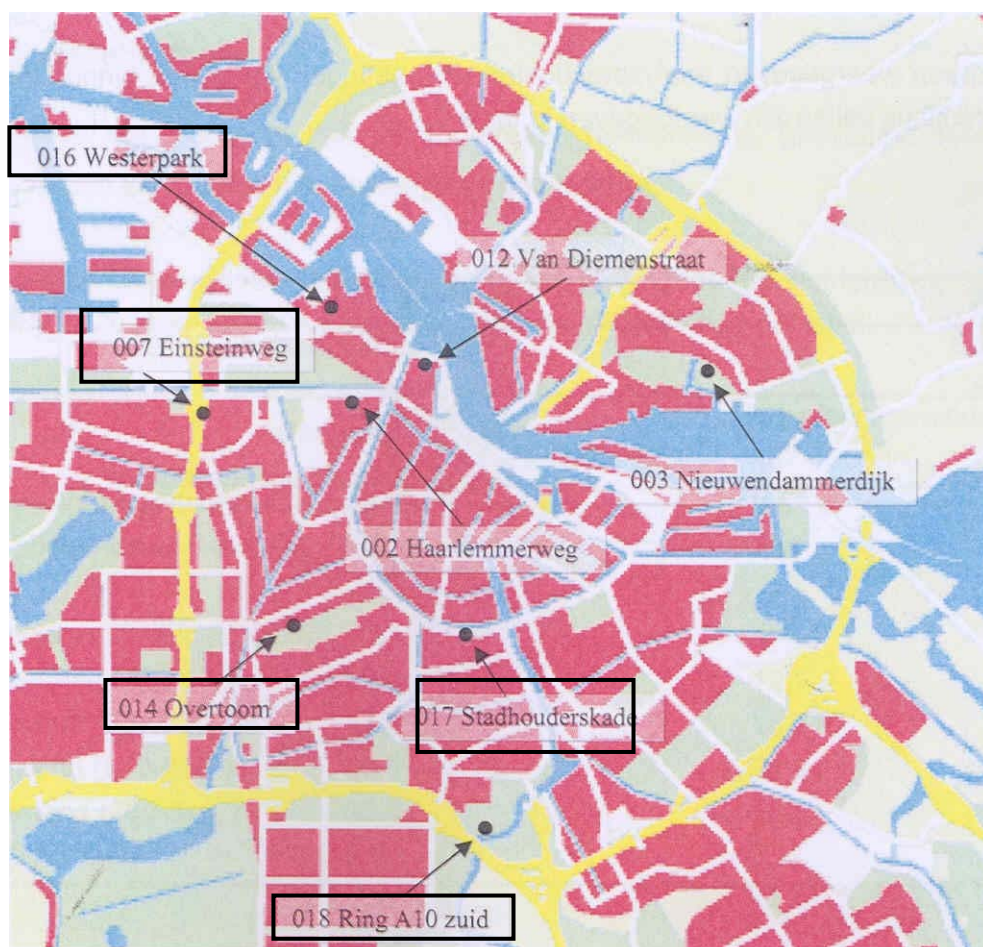 016 Westerpark
012 Van Diemenstraat
007 Einsteinweg
003 Nieuwendammerdijk
002 Haarlemmerweg
014 Overtoom
017 Stadhouderskade
018 Ring A10 zuid